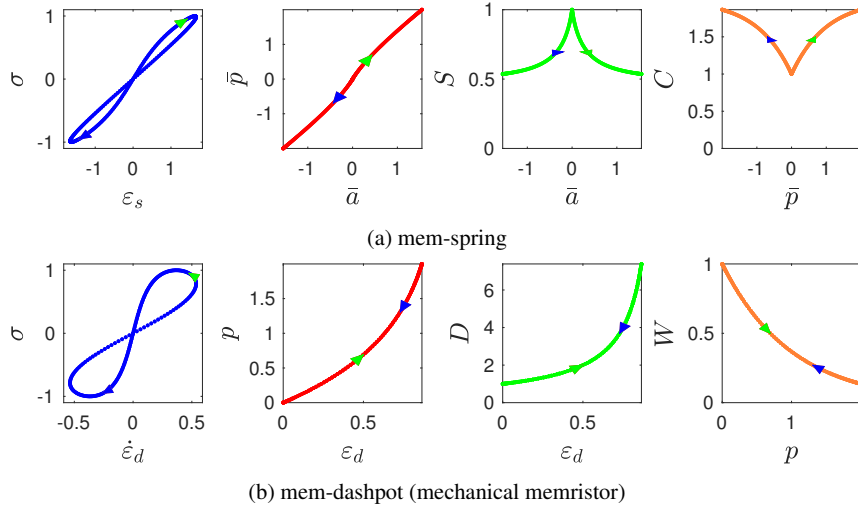 1
0
-1
σ
-1 0 1
ε_s
1
-1
p̄
-1 0 1
ā
1
0.5
0
S
-1 0 1
ā
1.5
1
0.5
0
C
-1 0 1
p̄
(a) mem-spring
1
0
-1
σ
-0.5 0 0.5
ε̇_d
1.5
1
0.5
0
p
0 0.5
ε_d
6
4
2
0
D
0 0.5
ε_d
1
0.5
0
W
0 1
p
(b) mem-dashpot (mechanical memristor)